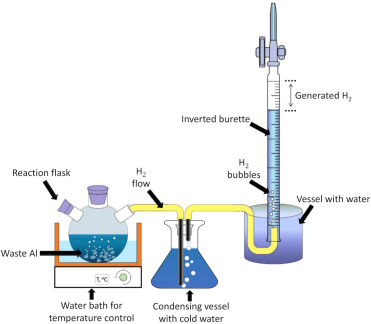 Generated H₂
Inverted burette
H₂
bubbles
H₂
flow
Reaction flask
Vessel with water
Waste Al
T, °C
Water bath for
temperature control
Condensing vessel
with cold water